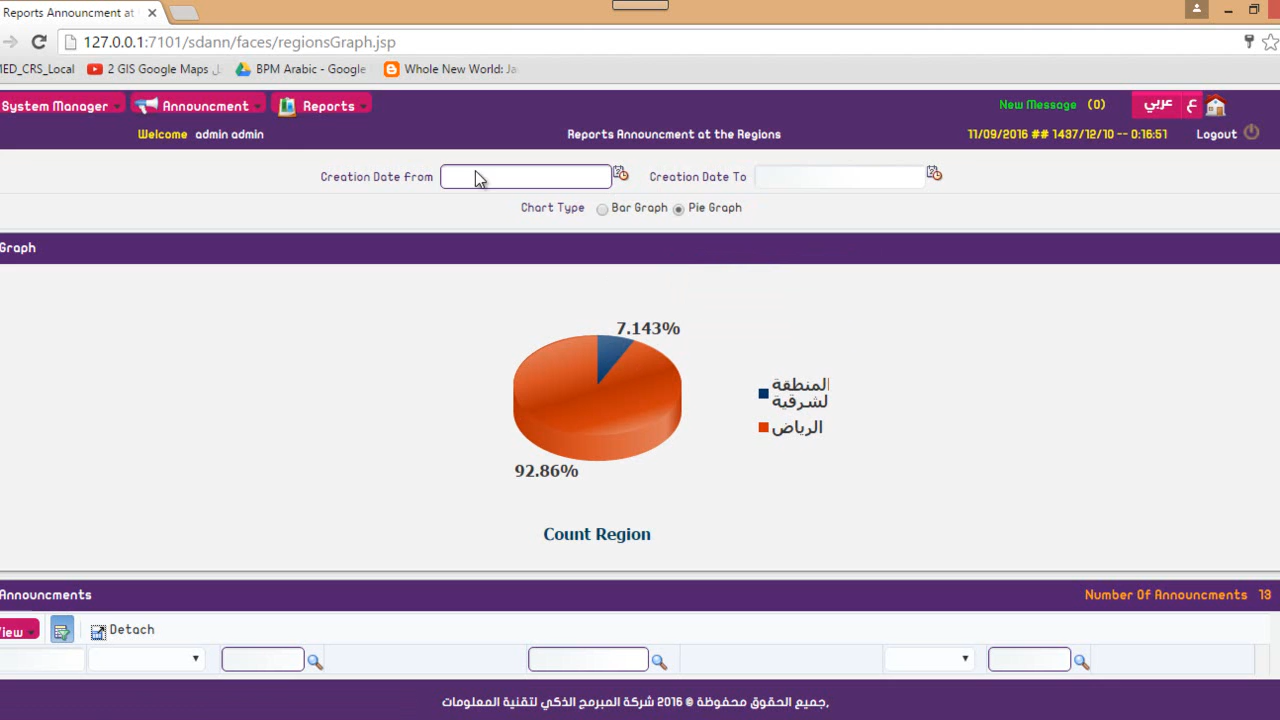 Reports Announcment at
127.0.0.1:7101/sdann/faces/regionsGraph.jsp
MED_CRS_Local 2 GIS Google Maps BPM Arabic - Google Whole New World: Ja
System Manager Announcment Reports New Message (0) عربي ع
Welcome admin admin Reports Announcment at the Regions 11/09/2016 ## 1437/12/10 -- 0:16:51 Logout
Creation Date From Creation Date To
Chart Type Bar Graph Pie Graph
Graph
7.143%
المنطقة
الشرقية
الرياض
92.86%
Count Region
Announcments Number Of Announcments 13
View Detach
جميع الحقوق محفوظة © 2016 شركة المبرمج الذكي لتقنية المعلومات,